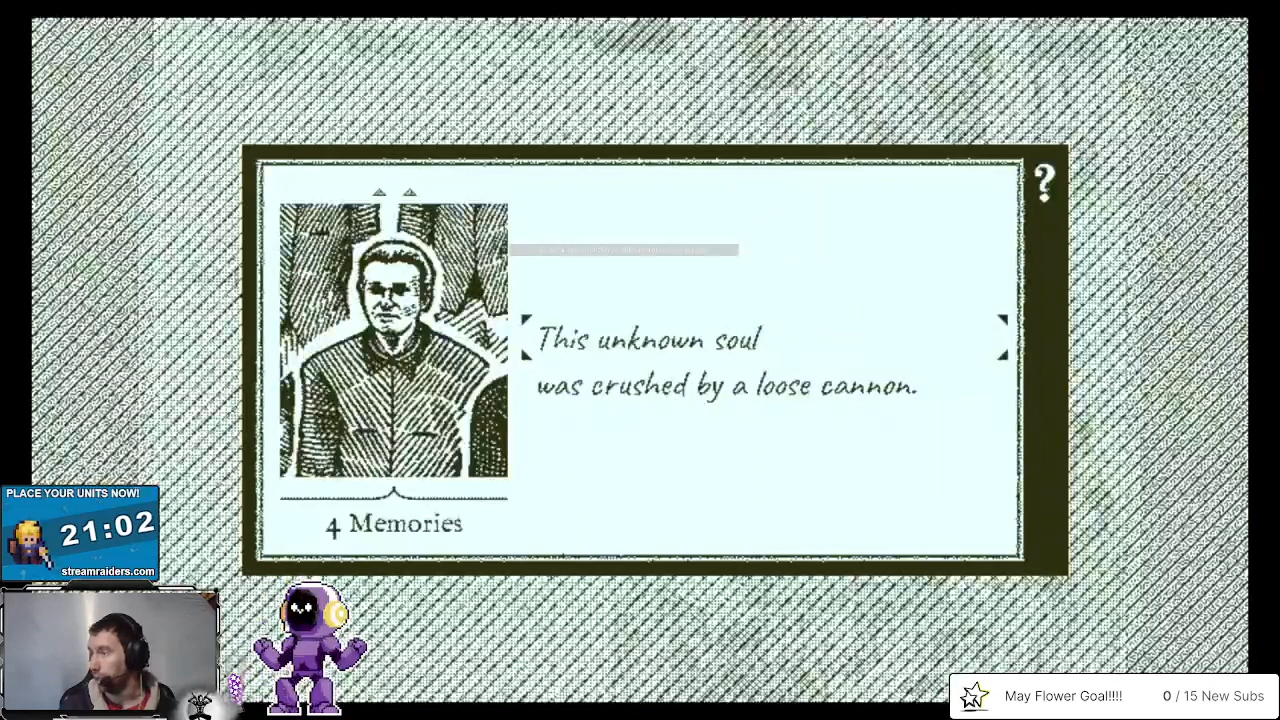 ?
This unknown soul
was crushed by a loose cannon.
4 Memories
PLACE YOUR UNITS NOW!
21:02
streamraiders.com
May Flower Goal!!!! 0 / 15 New Subs